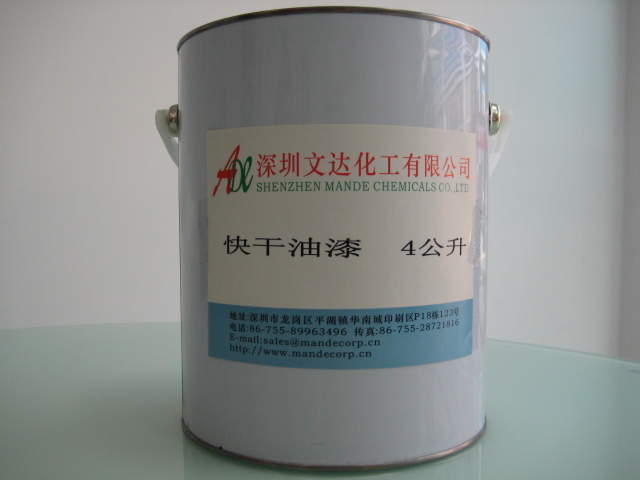 ADE 深圳文达化工有限公司
SHENZHEN MANDE CHEMICALS CO.,LTD
快干油漆 4公升
地址:深圳市龙岗区平湖镇华南城印刷区P18栋123号
电话:86-755-89963496 传真:86-755-28721816
E-mail:sales@mandecorp.cn
http://www.mandecorp.cn